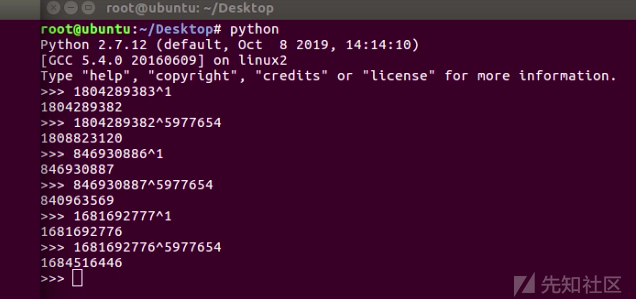 root@ubuntu: ~/Desktop
root@ubuntu:~/Desktop# python
Python 2.7.12 (default, Oct  8 2019, 14:14:10)
[GCC 5.4.0 20160609] on linux2
Type "help", "copyright", "credits" or "license" for more information.
>>> 1804289383^1
1804289382
>>> 1804289382^5977654
1808823120
>>> 846930886^1
846930887
>>> 846930887^5977654
840963569
>>> 1681692777^1
1681692776
>>> 1681692776^5977654
1684516446
>>>
先知社区